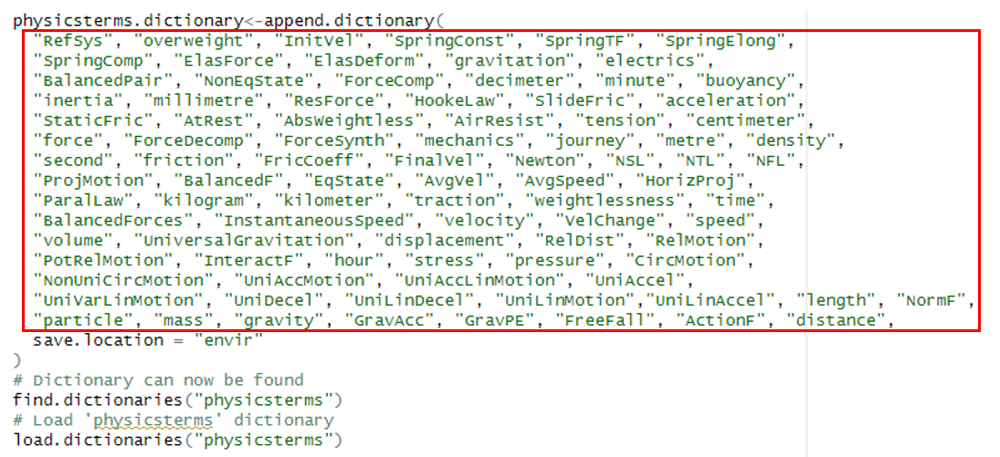 physicsterms.dictionary<-append.dictionary(
"RefSys", "overweight", "InitVel", "SpringConst", "SpringTF", "SpringElong",
"SpringComp", "ElasForce", "ElasDeform", "gravitation", "electrics",
"BalancedPair", "NonEqState", "ForceComp", "decimeter", "minute", "buoyancy",
"inertia", "millimetre", "ResForce", "HookeLaw", "SlideFric", "acceleration",
"StaticFric", "AtRest", "AbsWeightless", "AirResist", "tension", "centimeter",
"force", "ForceDecomp", "ForceSynth", "mechanics", "journey", "metre", "density",
"second", "friction", "FricCoeff", "FinalVel", "Newton", "NSL", "NTL", "NFL",
"ProjMotion", "BalancedF", "EqState", "AvgVel", "AvgSpeed", "HorizProj",
"ParalLaw", "kilogram", "kilometer", "traction", "weightlessness", "time",
"BalancedForces", "InstantaneousSpeed", "velocity", "VelChange", "speed",
"volume", "UniversalGravitation", "displacement", "RelDist", "RelMotion",
"PotRelMotion", "InteractF", "hour", "stress", "pressure", "CircMotion",
"NonUniCircMotion", "UniAccMotion", "UniAccLinMotion", "UniAccel",
"UniVarLinMotion", "UniDecel", "UniLinDecel", "UniLinMotion","UniLinAccel", "length", "NormF",
"particle", "mass", "gravity", "GravAcc", "GravPE", "FreeFall", "ActionF", "distance",
save.location = "envir"
)
# Dictionary can now be found
find.dictionaries("physicsterms")
# Load 'physicsterms' dictionary
load.dictionaries("physicsterms")